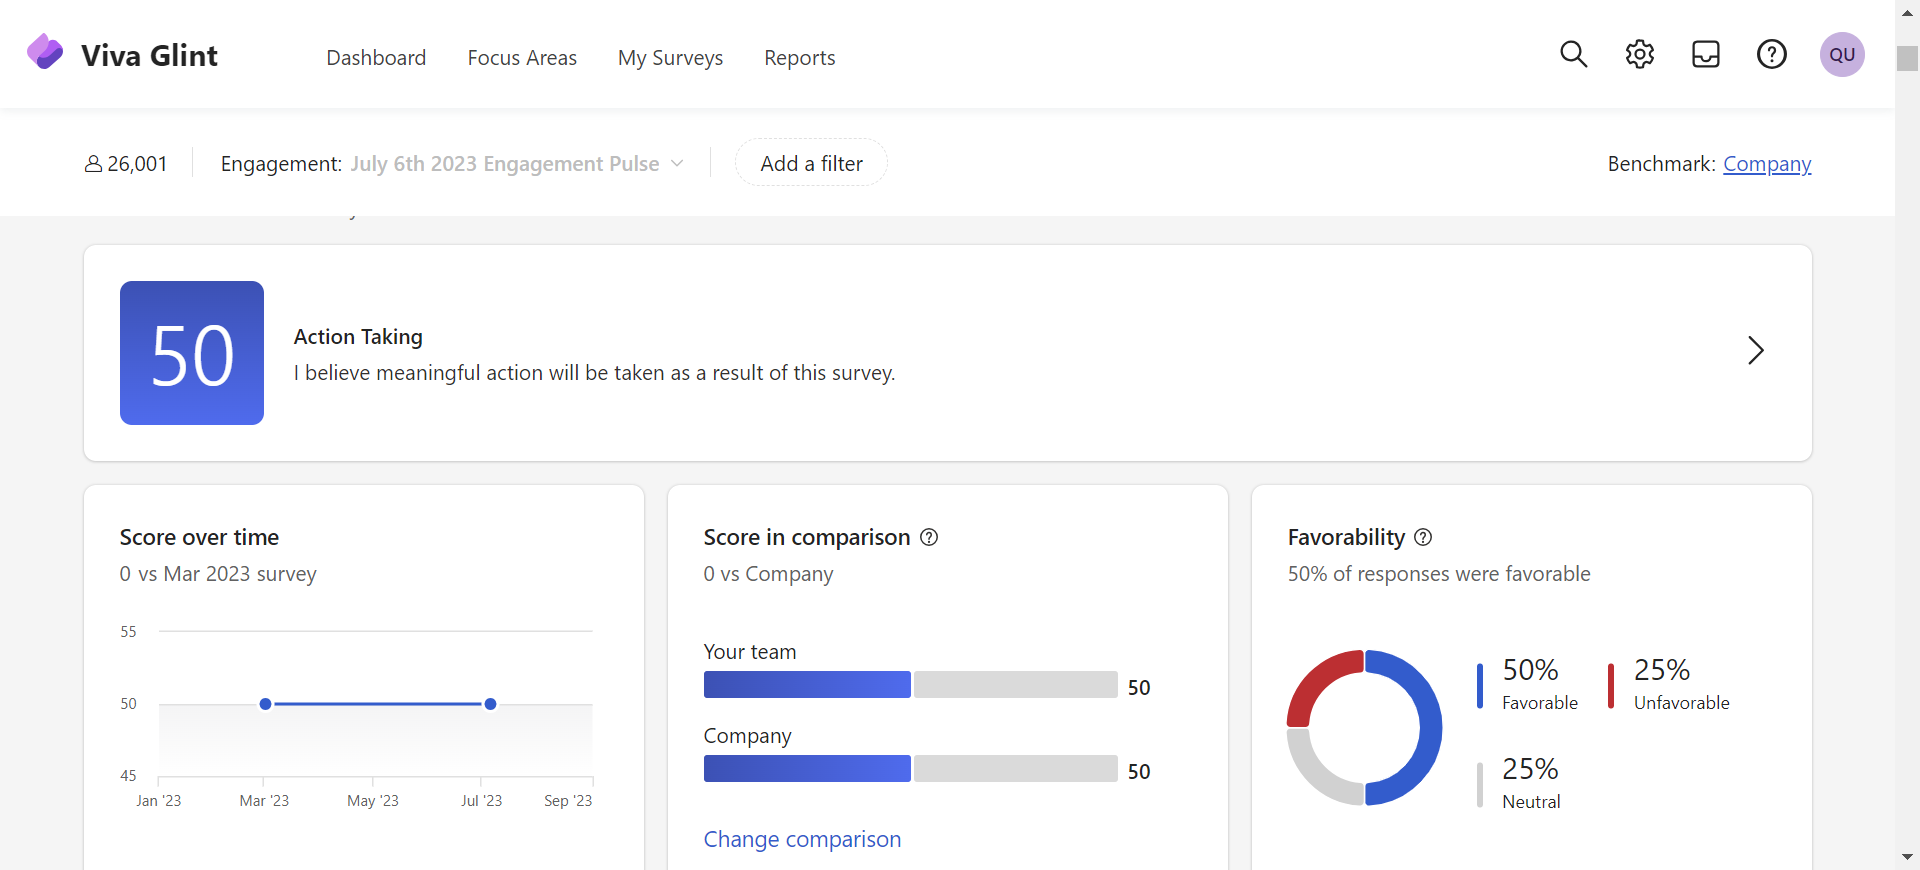 Viva Glint
Dashboard
Focus Areas
My Surveys
Reports
QU
26,001
Engagement: July 6th 2023 Engagement Pulse
Add a filter
Benchmark: Company
50
Action Taking
I believe meaningful action will be taken as a result of this survey.
Score over time
0 vs Mar 2023 survey
55
50
45
Jan '23
Mar '23
May '23
Jul '23
Sep '23
Score in comparison
0 vs Company
Your team
50
Company
50
Change comparison
Favorability
50% of responses were favorable
50%
Favorable
25%
Unfavorable
25%
Neutral